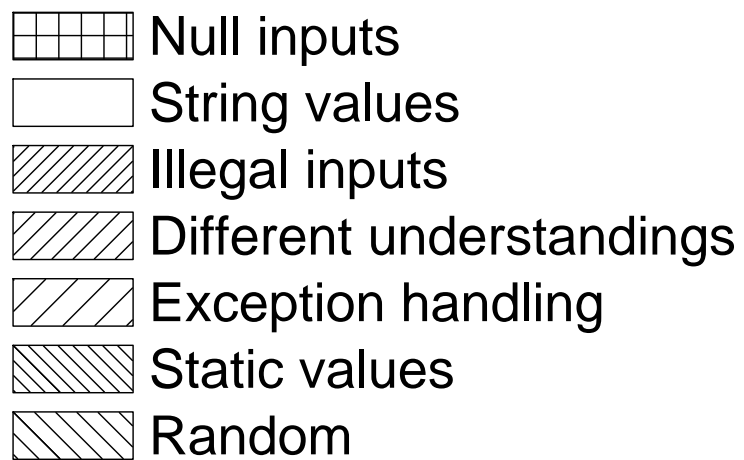 Null inputs
String values
Illegal inputs
Different understandings
Exception handling
Static values
Random